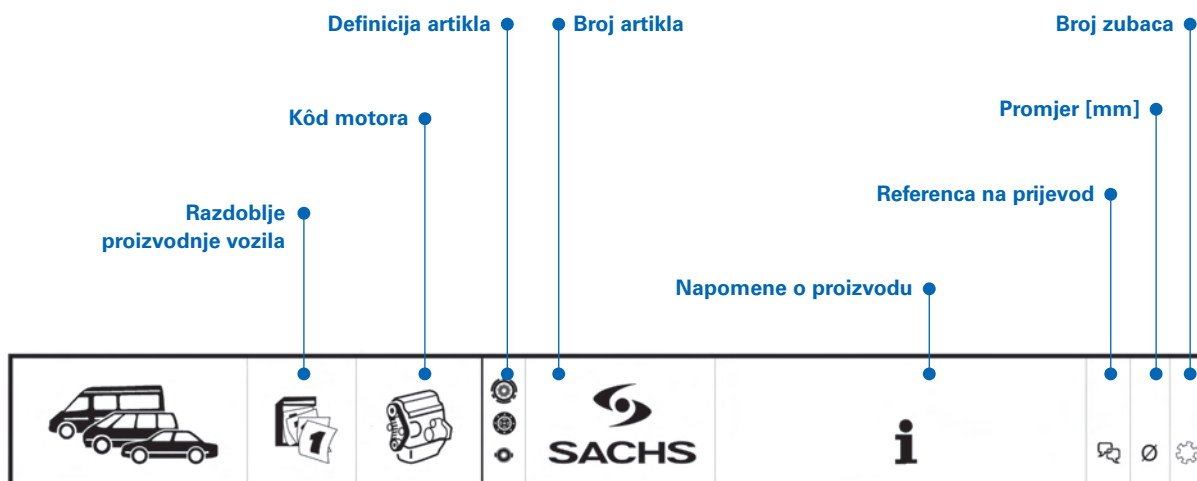 Definicija artikla
Broj artikla
Broj zubaca
Kôd motora
Promjer [mm]
Razdoblje
proizvodnje vozila
Referenca na prijevod
Napomene o proizvodu
1
SACHS
i
Ø